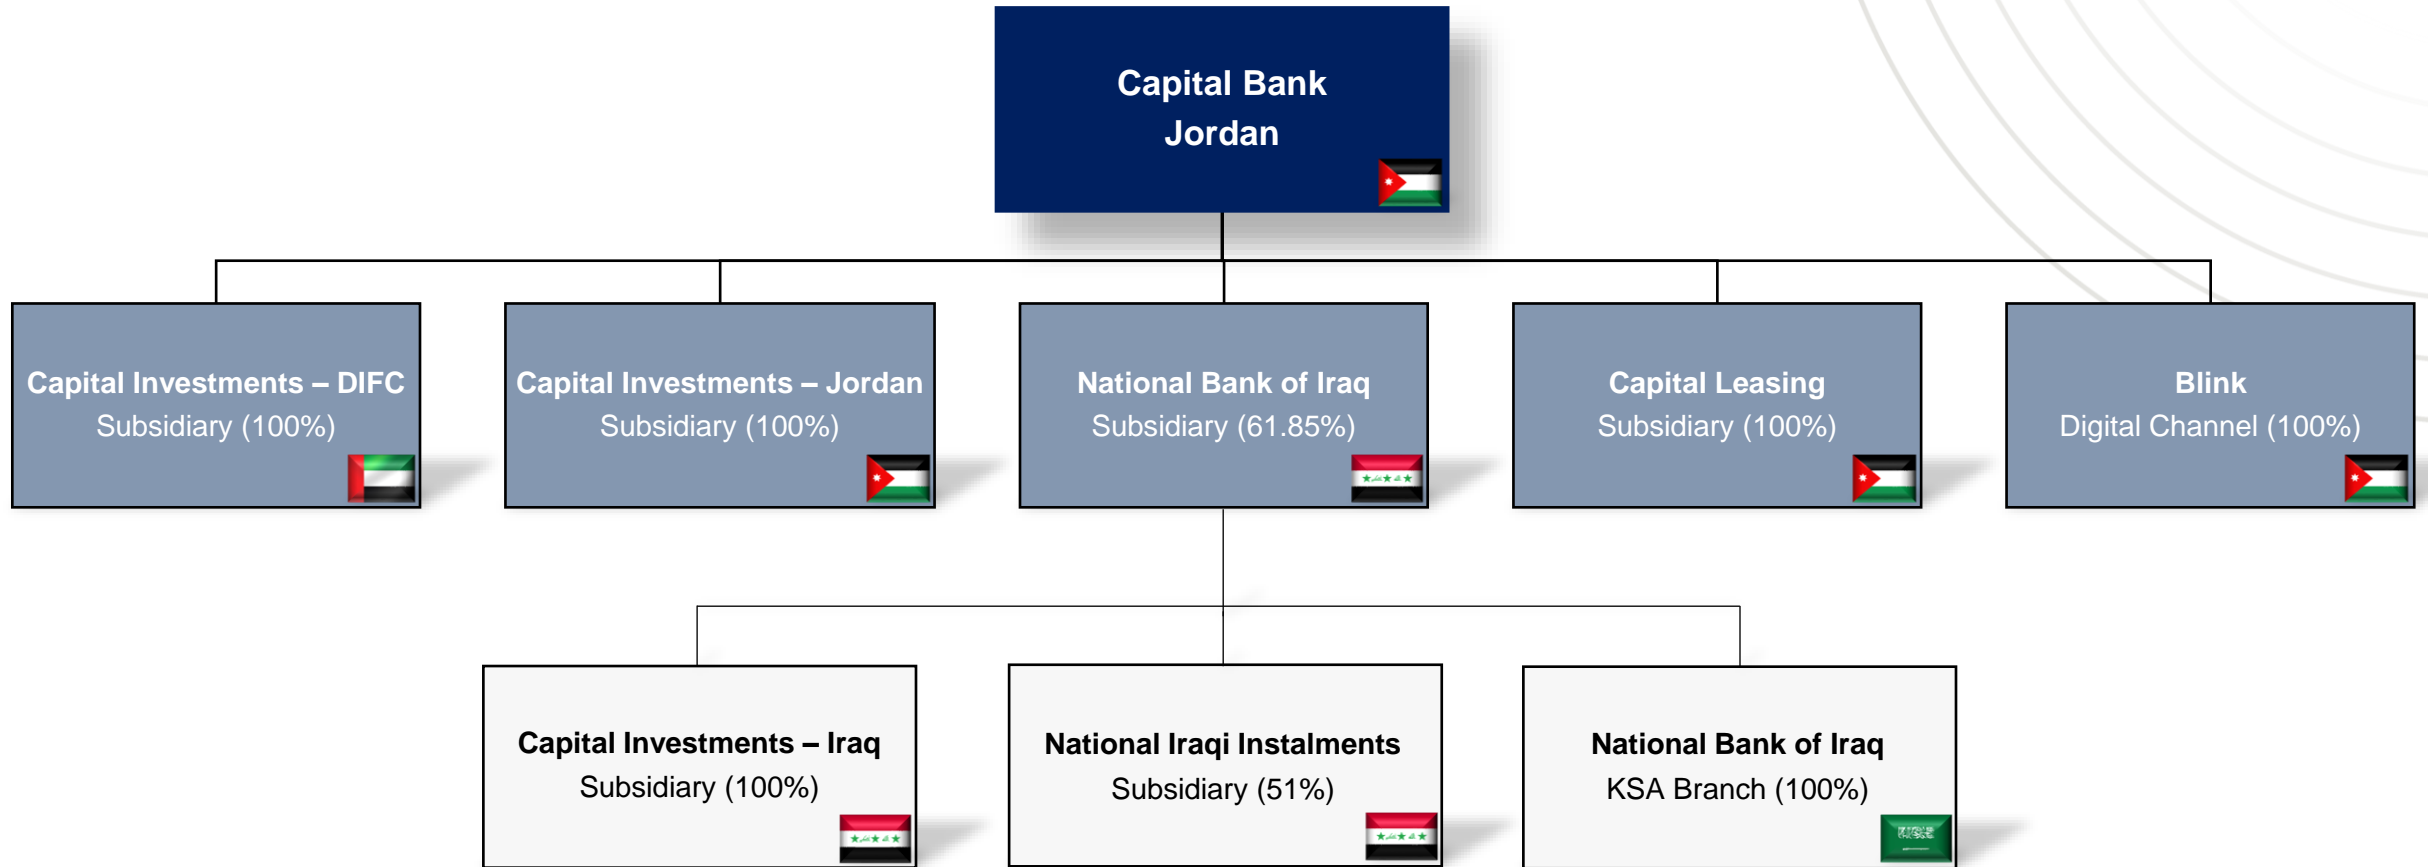 Capital Bank
Jordan
Capital Investments – DIFC
Subsidiary (100%)
Capital Investments – Jordan
Subsidiary (100%)
National Bank of Iraq
Subsidiary (61.85%)
Capital Leasing
Subsidiary (100%)
Blink
Digital Channel (100%)
Capital Investments – Iraq
Subsidiary (100%)
National Iraqi Instalments
Subsidiary (51%)
National Bank of Iraq
KSA Branch (100%)